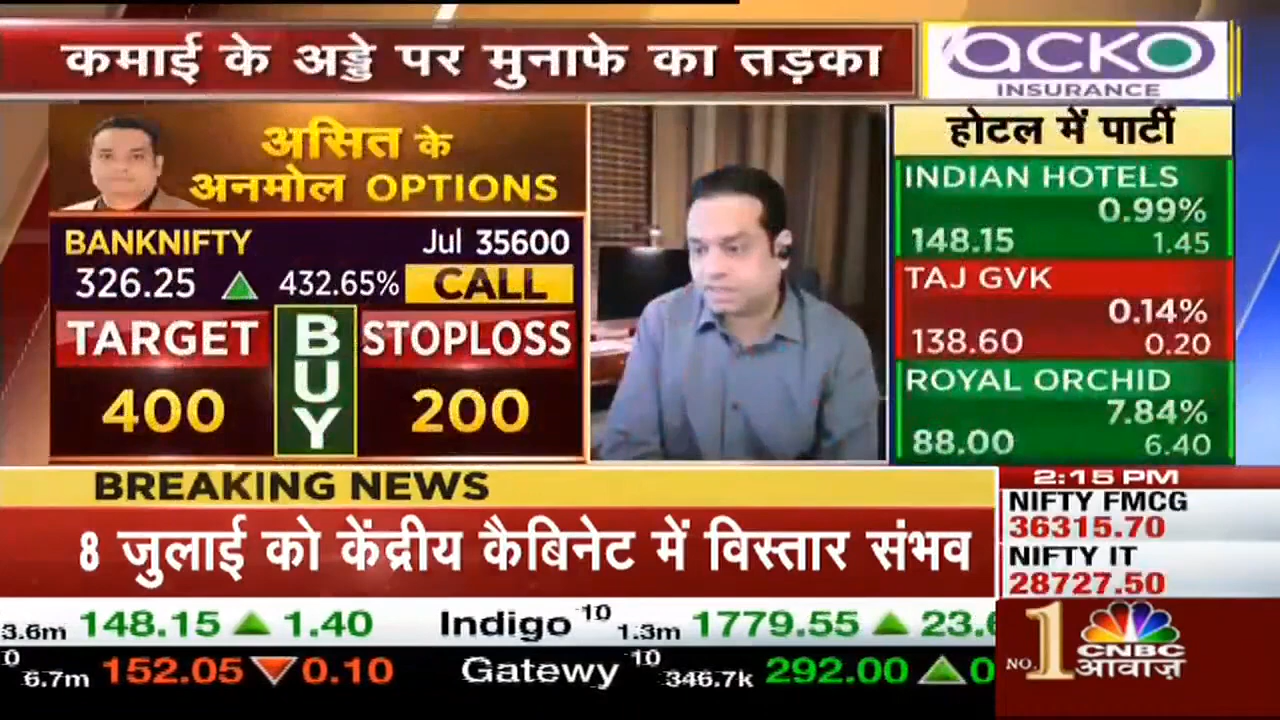 कमाई के अड्डे पर मुनाफे का तड़का
acko
INSURANCE
असित के
अनमोल OPTIONS
BANKNIFTY
Jul 35600
326.25 ▲ 432.65% CALL
TARGET
BUY
STOPLOSS
400
200
होटल में पार्टी
INDIAN HOTELS
0.99%
148.15 1.45
TAJ GVK
0.14%
138.60 0.20
ROYAL ORCHID
7.84%
88.00 6.40
BREAKING NEWS
8 जुलाई को केंद्रीय कैबिनेट में विस्तार संभव
2:15 PM
NIFTY FMCG
36315.70
NIFTY IT
28727.50
3.6m 148.15 ▲ 1.40 Indigo 10 1.3m 1779.55 ▲ 23.6
0 6.7m 152.05 ▼ 0.10 Gatewy 10 346.7k 292.00 ▲ 0
NO.1
CNBC
आवाज़